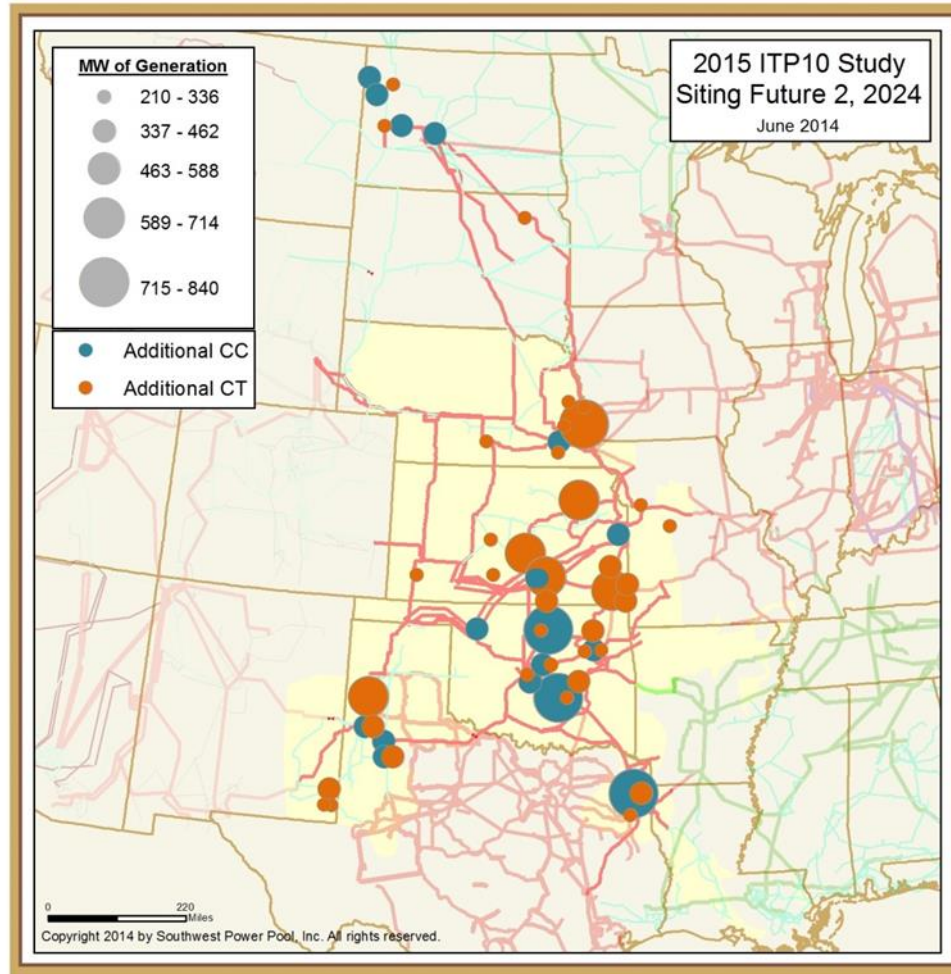 MW of Generation
210 - 336
337 - 462
463 - 588
589 - 714
715 - 840
Additional CC
Additional CT
2015 ITP10 Study
Siting Future 2, 2024
June 2014
0 220
Miles
Copyright 2014 by Southwest Power Pool, Inc. All rights reserved.